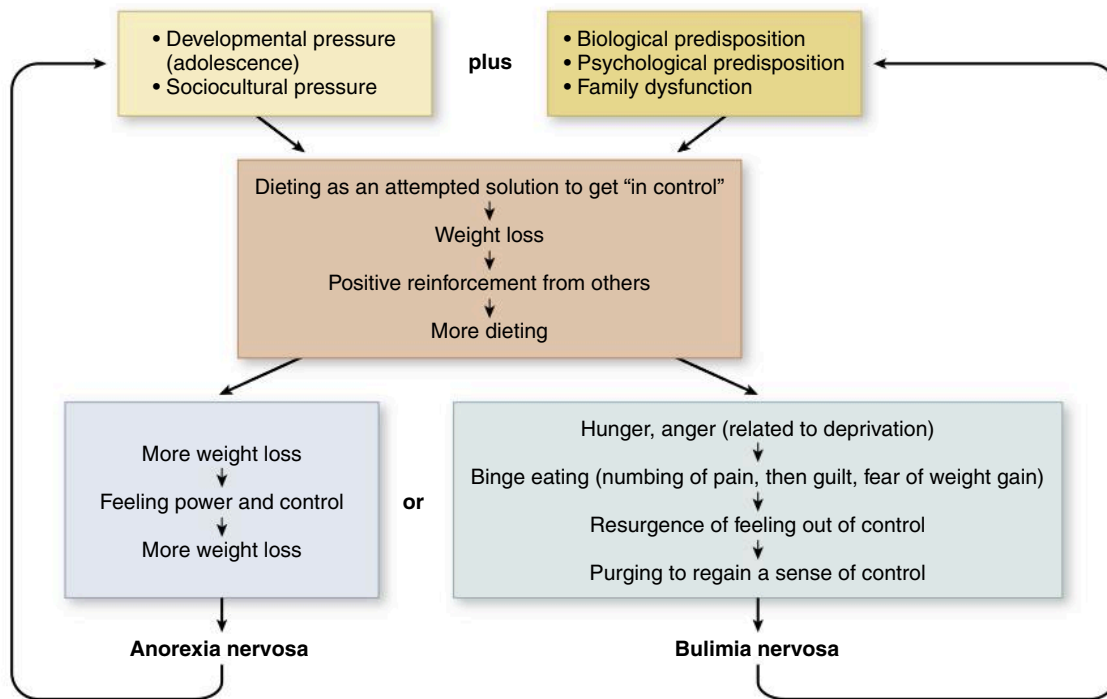 • Developmental pressure
(adolescence)
• Sociocultural pressure
plus
• Biological predisposition
• Psychological predisposition
• Family dysfunction
Dieting as an attempted solution to get “in control”
Weight loss
Positive reinforcement from others
More dieting
More weight loss
Feeling power and control
More weight loss
or
Hunger, anger (related to deprivation)
Binge eating (numbing of pain, then guilt, fear of weight gain)
Resurgence of feeling out of control
Purging to regain a sense of control
Anorexia nervosa
Bulimia nervosa